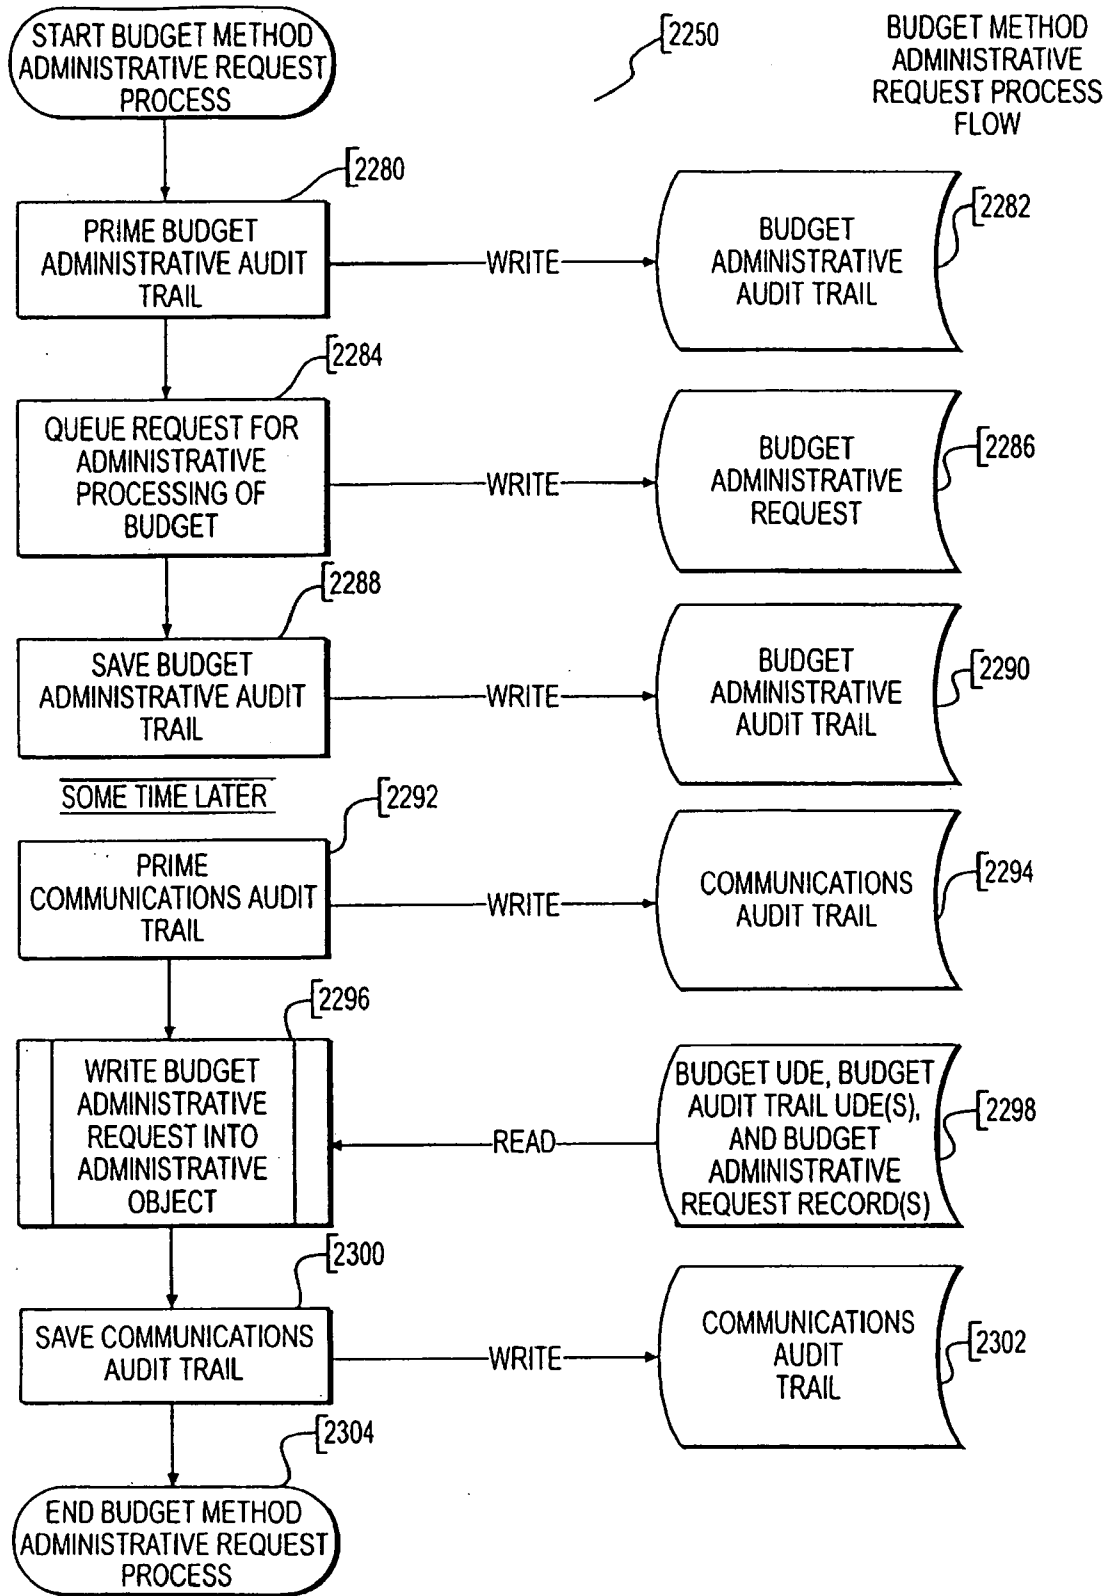 START BUDGET METHOD
ADMINISTRATIVE REQUEST
PROCESS
2250
BUDGET METHOD
ADMINISTRATIVE
REQUEST PROCESS
FLOW
2280
PRIME BUDGET
ADMINISTRATIVE AUDIT
TRAIL
WRITE
BUDGET
ADMINISTRATIVE
AUDIT TRAIL
2282
2284
QUEUE REQUEST FOR
ADMINISTRATIVE
PROCESSING OF
BUDGET
WRITE
BUDGET
ADMINISTRATIVE
REQUEST
2286
2288
SAVE BUDGET
ADMINISTRATIVE AUDIT
TRAIL
WRITE
BUDGET
ADMINISTRATIVE
AUDIT TRAIL
2290
SOME TIME LATER
2292
PRIME
COMMUNICATIONS AUDIT
TRAIL
WRITE
COMMUNICATIONS
AUDIT TRAIL
2294
2296
WRITE BUDGET
ADMINISTRATIVE
REQUEST INTO
ADMINISTRATIVE
OBJECT
READ
BUDGET UDE, BUDGET
AUDIT TRAIL UDE(S),
AND BUDGET
ADMINISTRATIVE
REQUEST RECORD(S)
2298
2300
SAVE COMMUNICATIONS
AUDIT TRAIL
WRITE
COMMUNICATIONS
AUDIT
TRAIL
2302
2304
END BUDGET METHOD
ADMINISTRATIVE REQUEST
PROCESS